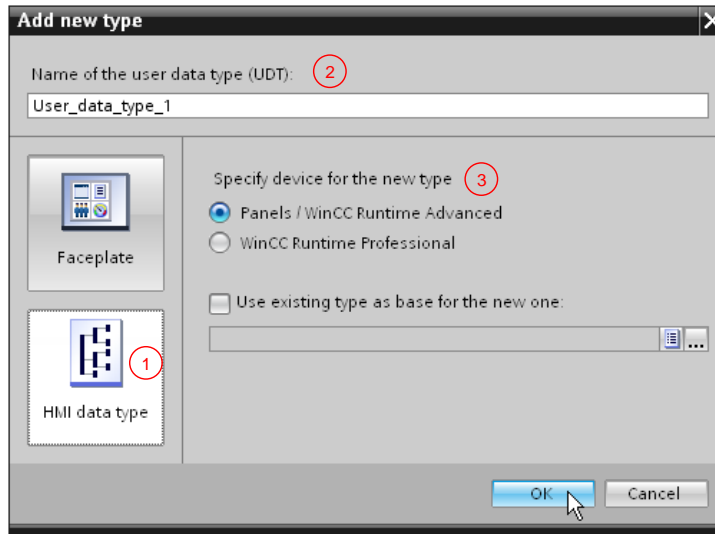 Add new type
Name of the user data type (UDT):
2
User_data_type_1
Faceplate
Specify device for the new type
3
Panels / WinCC Runtime Advanced
WinCC Runtime Professional
Use existing type as base for the new one:
...
1
HMI data type
OK
Cancel